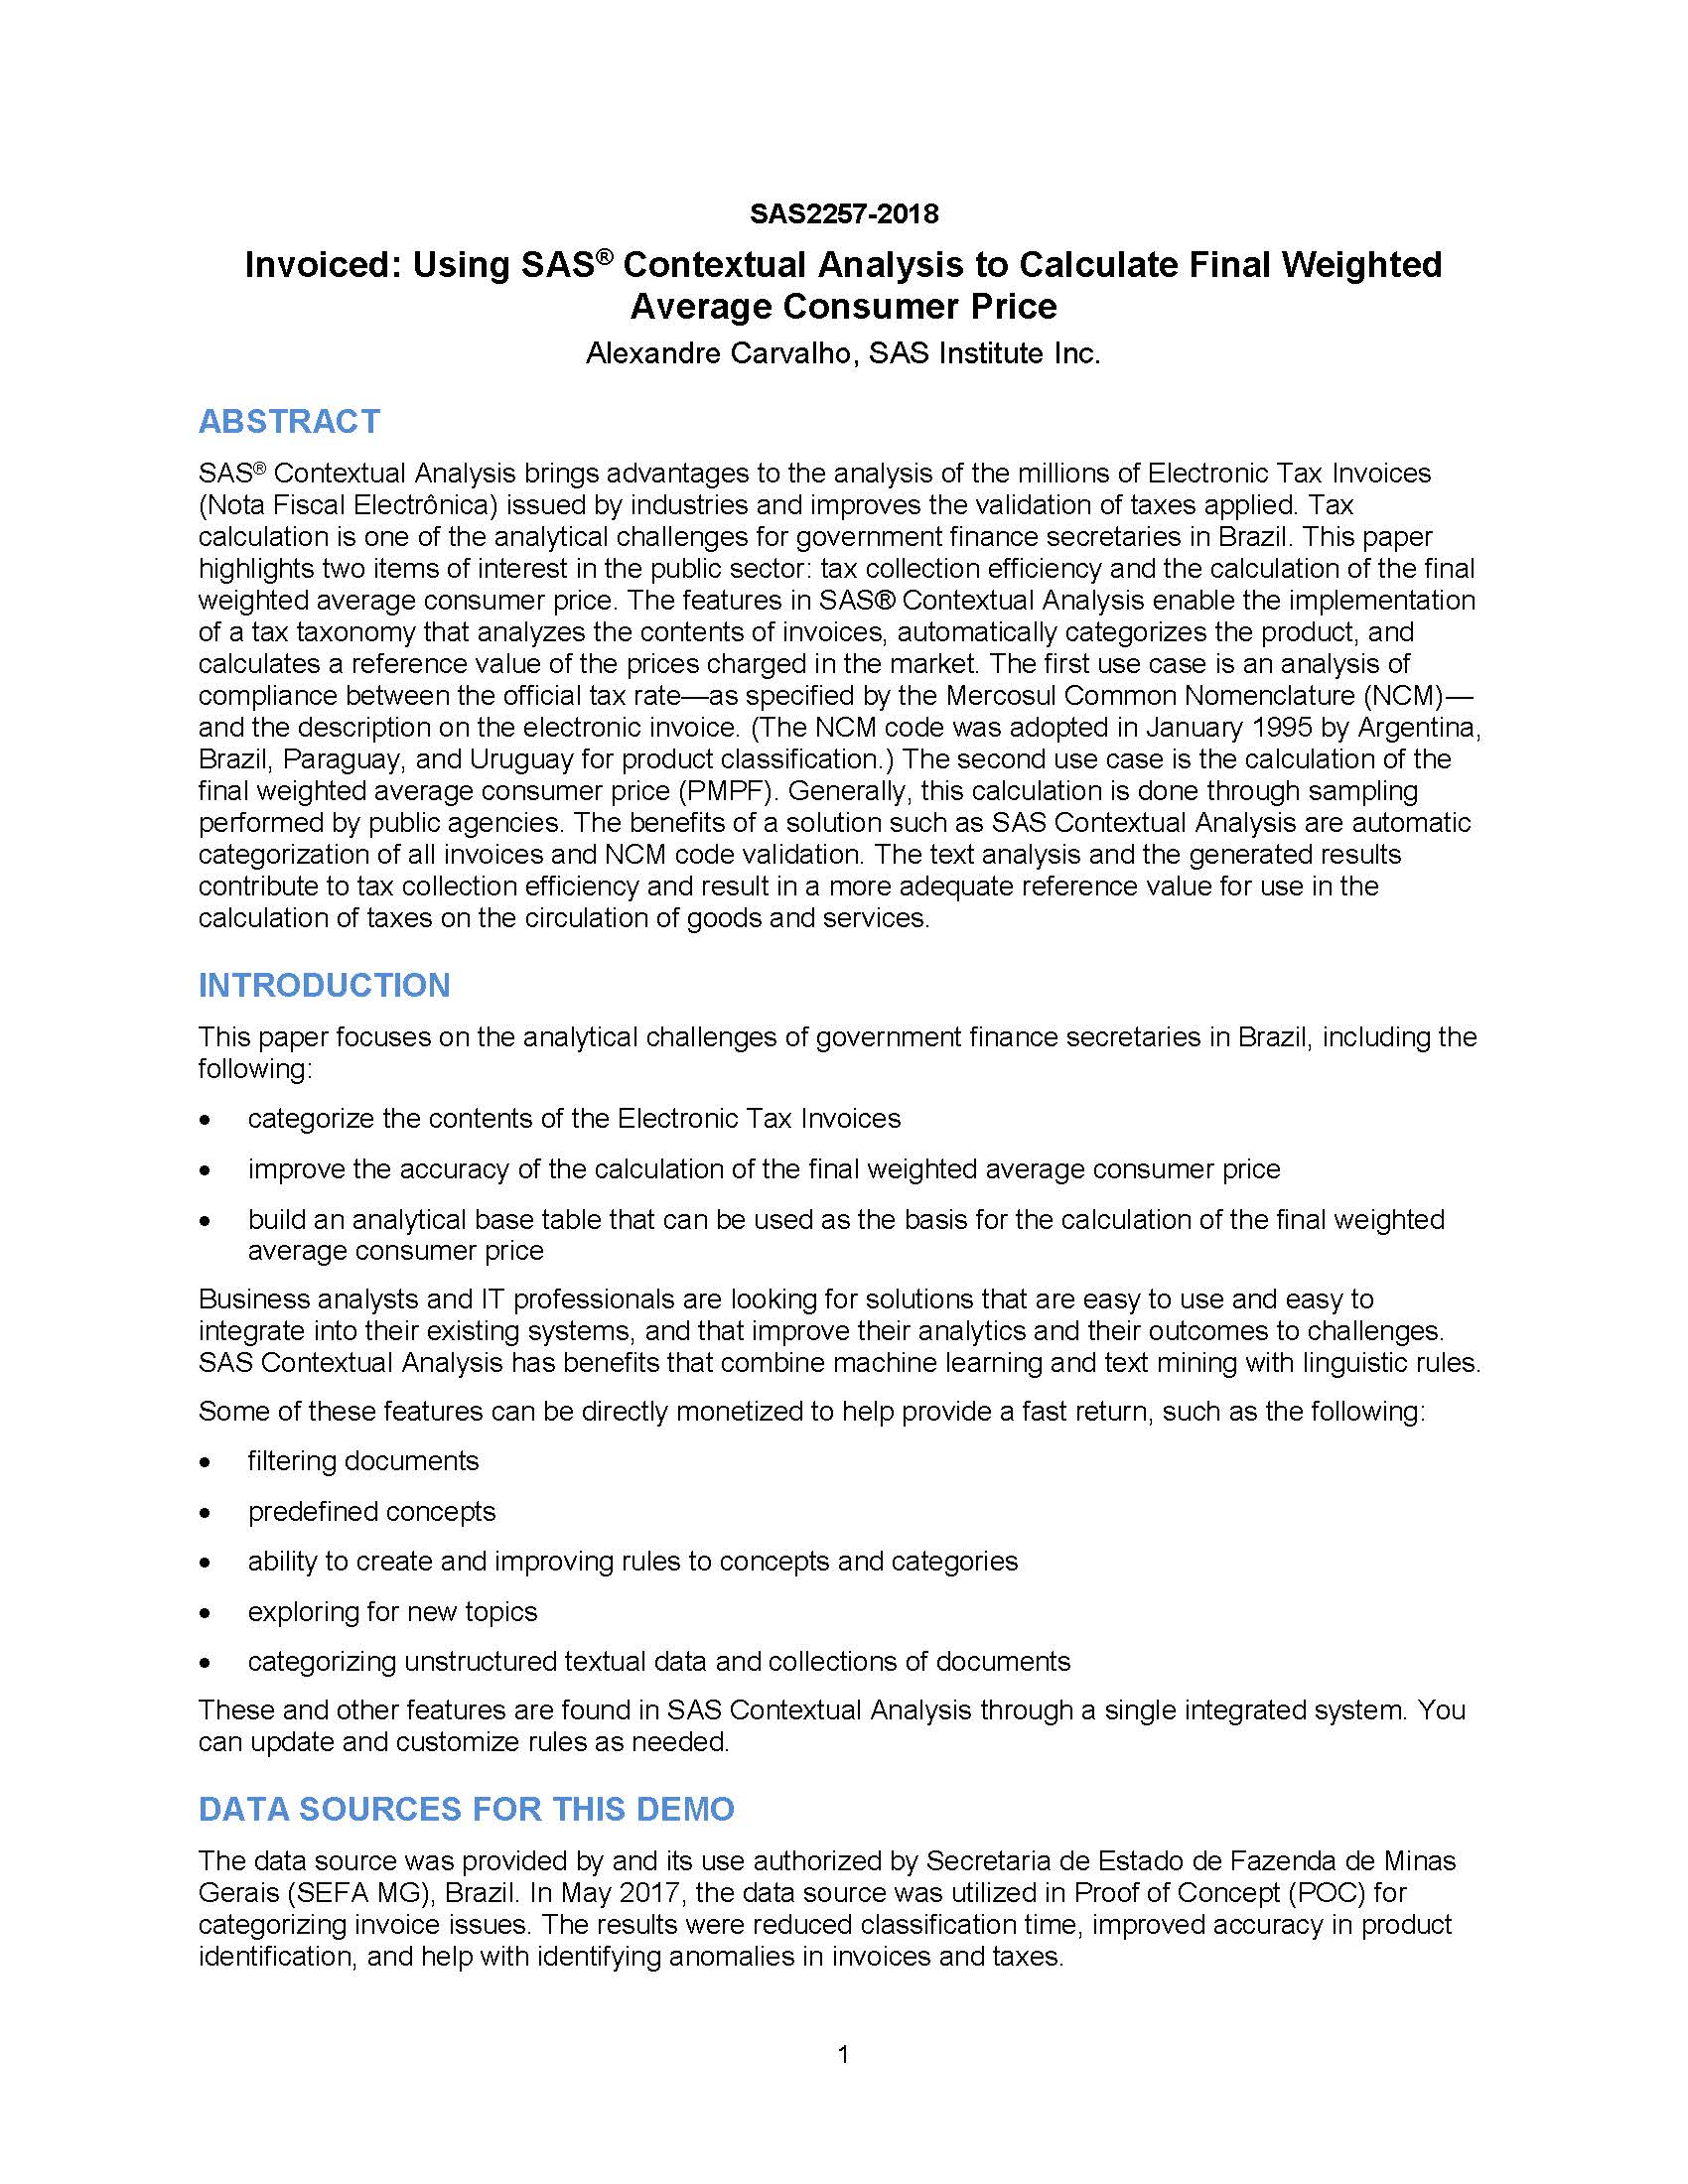 SAS2257-2018
Invoiced: Using SAS® Contextual Analysis to Calculate Final Weighted
Average Consumer Price
Alexandre Carvalho, SAS Institute Inc.
ABSTRACT
SAS® Contextual Analysis brings advantages to the analysis of the millions of Electronic Tax Invoices
(Nota Fiscal Electrônica) issued by industries and improves the validation of taxes applied. Tax
calculation is one of the analytical challenges for government finance secretaries in Brazil. This paper
highlights two items of interest in the public sector: tax collection efficiency and the calculation of the final
weighted average consumer price. The features in SAS® Contextual Analysis enable the implementation
of a tax taxonomy that analyzes the contents of invoices, automatically categorizes the product, and
calculates a reference value of the prices charged in the market. The first use case is an analysis of
compliance between the official tax rate—as specified by the Mercosul Common Nomenclature (NCM)—
and the description on the electronic invoice. (The NCM code was adopted in January 1995 by Argentina,
Brazil, Paraguay, and Uruguay for product classification.) The second use case is the calculation of the
final weighted average consumer price (PMPF). Generally, this calculation is done through sampling
performed by public agencies. The benefits of a solution such as SAS Contextual Analysis are automatic
categorization of all invoices and NCM code validation. The text analysis and the generated results
contribute to tax collection efficiency and result in a more adequate reference value for use in the
calculation of taxes on the circulation of goods and services.
INTRODUCTION
This paper focuses on the analytical challenges of government finance secretaries in Brazil, including the
following:
• categorize the contents of the Electronic Tax Invoices
• improve the accuracy of the calculation of the final weighted average consumer price
• build an analytical base table that can be used as the basis for the calculation of the final weighted
average consumer price
Business analysts and IT professionals are looking for solutions that are easy to use and easy to
integrate into their existing systems, and that improve their analytics and their outcomes to challenges.
SAS Contextual Analysis has benefits that combine machine learning and text mining with linguistic rules.
Some of these features can be directly monetized to help provide a fast return, such as the following:
• filtering documents
• predefined concepts
• ability to create and improving rules to concepts and categories
• exploring for new topics
• categorizing unstructured textual data and collections of documents
These and other features are found in SAS Contextual Analysis through a single integrated system. You
can update and customize rules as needed.
DATA SOURCES FOR THIS DEMO
The data source was provided by and its use authorized by Secretaria de Estado de Fazenda de Minas
Gerais (SEFA MG), Brazil. In May 2017, the data source was utilized in Proof of Concept (POC) for
categorizing invoice issues. The results were reduced classification time, improved accuracy in product
identification, and help with identifying anomalies in invoices and taxes.
1